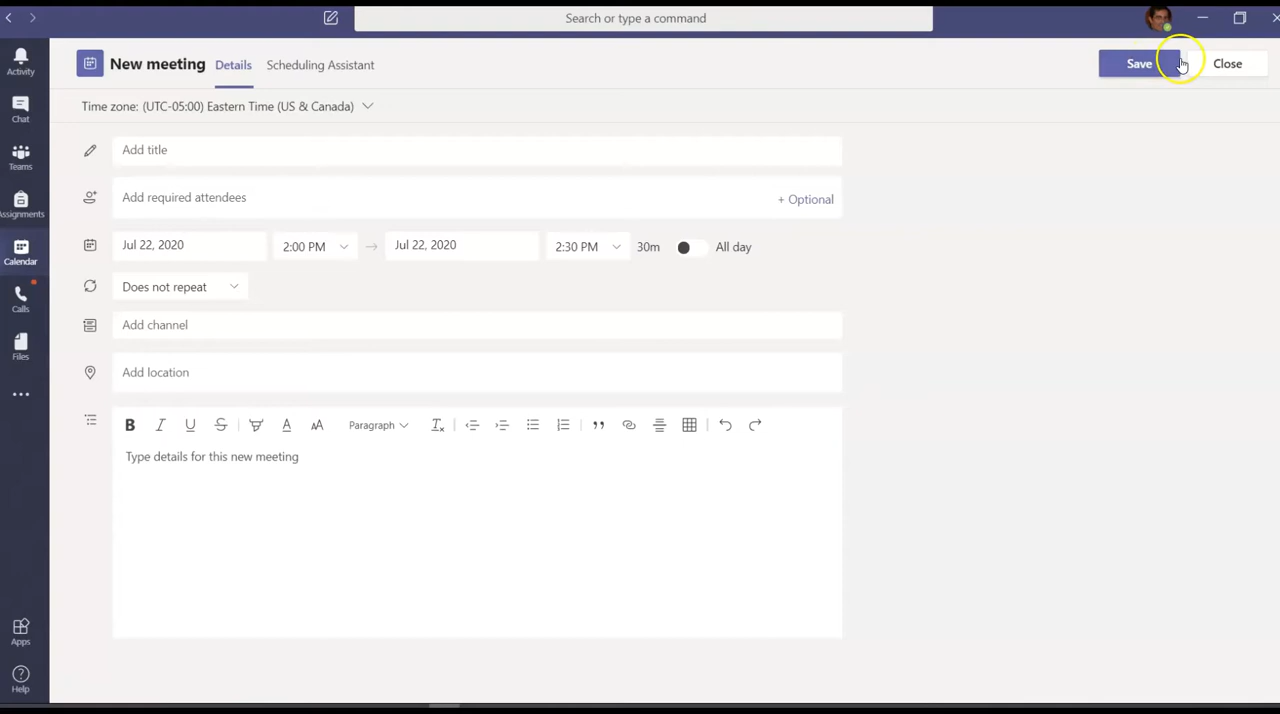 Search or type a command
Activity
Chat
Teams
Assignments
Calendar
Calls
Files
Apps
Help
New meeting Details Scheduling Assistant Save Close
Time zone: (UTC-05:00) Eastern Time (US & Canada)
Add title
Add required attendees + Optional
Jul 22, 2020 2:00 PM Jul 22, 2020 2:30 PM 30m All day
Does not repeat
Add channel
Add location
B I U S A AA Paragraph Tx
Type details for this new meeting